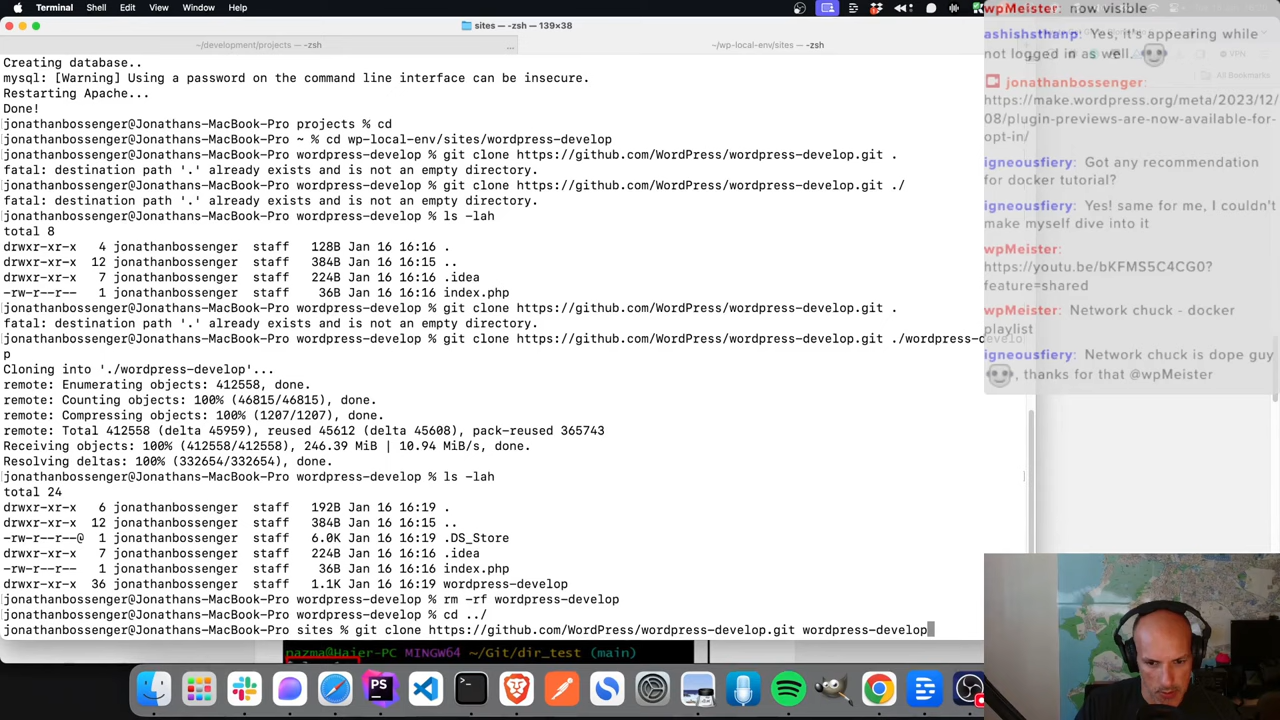 Terminal Shell Edit View Window Help
sites — -zsh — 139×38
~/development/projects — -zsh
...
~/wp-local-env/sites — -zsh
Creating database..
mysql: [Warning] Using a password on the command line interface can be insecure.
Restarting Apache...
Done!
jonathanbossenger@Jonathans-MacBook-Pro projects % cd
jonathanbossenger@Jonathans-MacBook-Pro ~ % cd wp-local-env/sites/wordpress-develop
jonathanbossenger@Jonathans-MacBook-Pro wordpress-develop % git clone https://github.com/WordPress/wordpress-develop.git .
fatal: destination path '.' already exists and is not an empty directory.
jonathanbossenger@Jonathans-MacBook-Pro wordpress-develop % git clone https://github.com/WordPress/wordpress-develop.git ./
fatal: destination path '.' already exists and is not an empty directory.
jonathanbossenger@Jonathans-MacBook-Pro wordpress-develop % ls -lah
total 8
drwxr-xr-x 4 jonathanbossenger staff 128B Jan 16 16:16 .
drwxr-xr-x 12 jonathanbossenger staff 384B Jan 16 16:15 ..
drwxr-xr-x 7 jonathanbossenger staff 224B Jan 16 16:16 .idea
-rw-r--r-- 1 jonathanbossenger staff 36B Jan 16 16:16 index.php
jonathanbossenger@Jonathans-MacBook-Pro wordpress-develop % git clone https://github.com/WordPress/wordpress-develop.git .
fatal: destination path '.' already exists and is not an empty directory.
jonathanbossenger@Jonathans-MacBook-Pro wordpress-develop % git clone https://github.com/WordPress/wordpress-develop.git ./wordpress-develo
p
Cloning into './wordpress-develop'...
remote: Enumerating objects: 412558, done.
remote: Counting objects: 100% (46815/46815), done.
remote: Compressing objects: 100% (1207/1207), done.
remote: Total 412558 (delta 45959), reused 45612 (delta 45608), pack-reused 365743
Receiving objects: 100% (412558/412558), 246.39 MiB | 10.94 MiB/s, done.
Resolving deltas: 100% (332654/332654), done.
jonathanbossenger@Jonathans-MacBook-Pro wordpress-develop % ls -lah
total 24
drwxr-xr-x 6 jonathanbossenger staff 192B Jan 16 16:19 .
drwxr-xr-x 12 jonathanbossenger staff 384B Jan 16 16:15 ..
-rw-r--r--@ 1 jonathanbossenger staff 6.0K Jan 16 16:19 .DS_Store
drwxr-xr-x 7 jonathanbossenger staff 224B Jan 16 16:16 .idea
-rw-r--r-- 1 jonathanbossenger staff 36B Jan 16 16:16 index.php
drwxr-xr-x 36 jonathanbossenger staff 1.1K Jan 16 16:19 wordpress-develop
jonathanbossenger@Jonathans-MacBook-Pro wordpress-develop % rm -rf wordpress-develop
jonathanbossenger@Jonathans-MacBook-Pro wordpress-develop % cd ../
jonathanbossenger@Jonathans-MacBook-Pro sites % git clone https://github.com/WordPress/wordpress-develop.git wordpress-develop
nazma@Haier-PC MINGW64 ~/Git/dir_test (main)
wpMeister: now visible
ashishsthanp: Yes, it's appearing while
not logged in as well.
jonathanbossenger:
https://make.wordpress.org/meta/2023/12/
08/plugin-previews-are-now-available-for-
opt-in/
igneousfiery: Got any recommendation
for docker tutorial?
igneousfiery: Yes! same for me, I couldn't
make myself dive into it
wpMeister:
https://youtu.be/bKFMS5C4CG0?
feature=shared
wpMeister: Network chuck - docker
playlist
igneousfiery: Network chuck is dope guy
, thanks for that @wpMeister
VPN
All Bookmarks